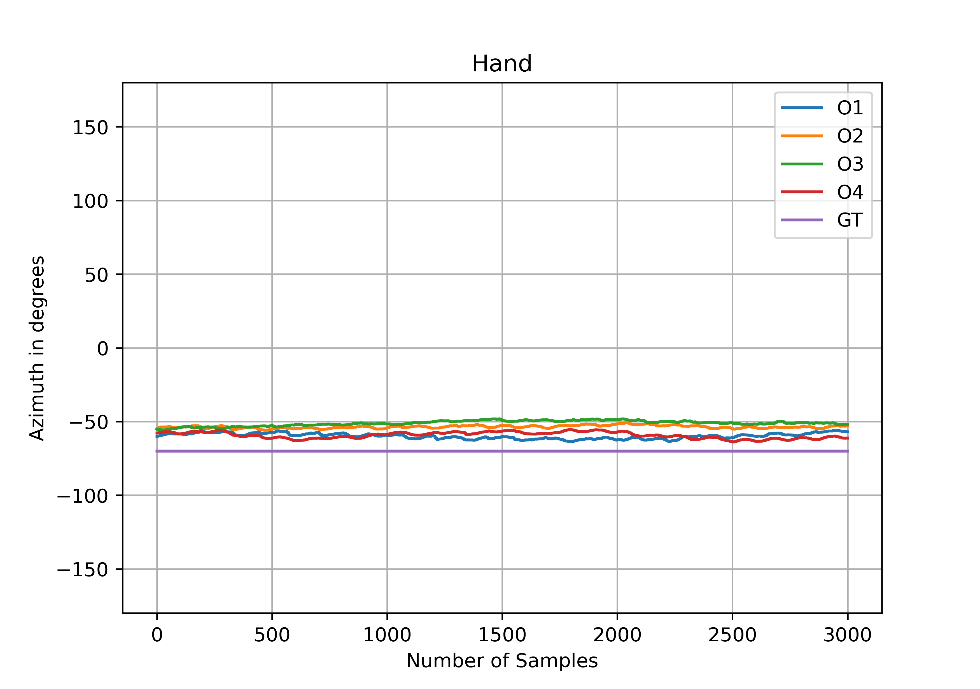 Hand
O1
O2
O3
O4
GT
Azimuth in degrees
150
100
50
0
−50
−100
−150
0 500 1000 1500 2000 2500 3000
Number of Samples